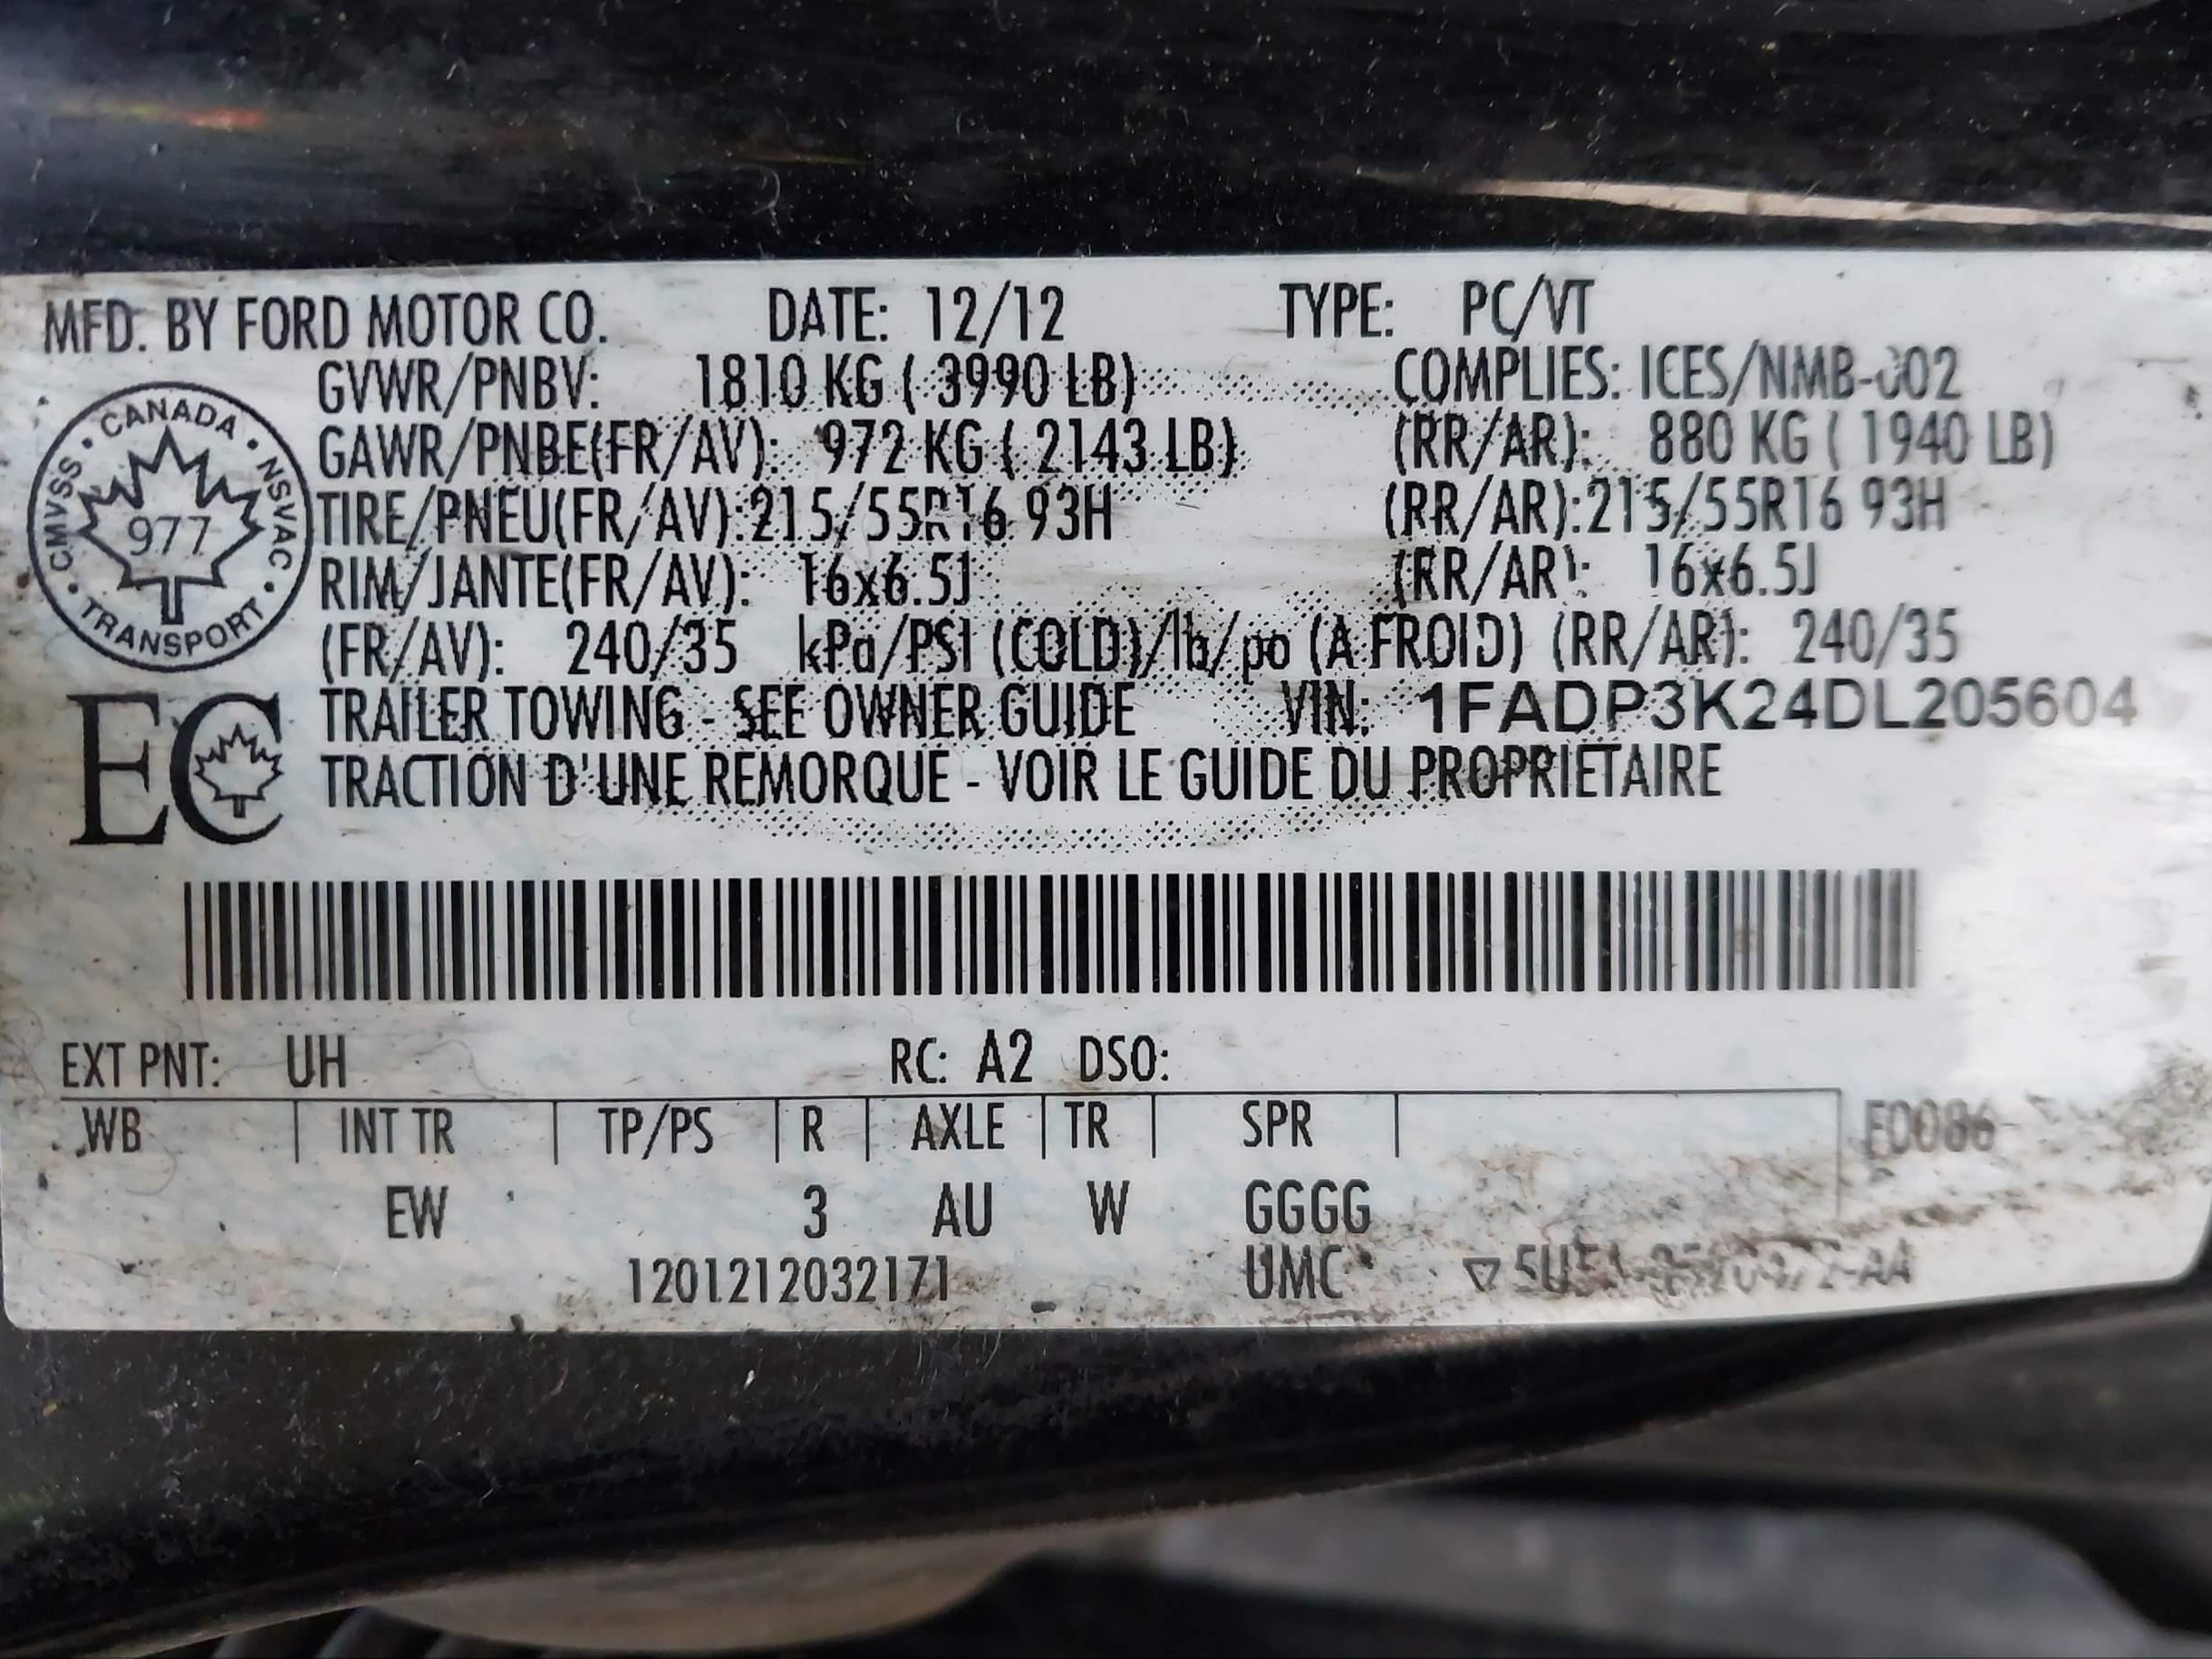 MFD. BY FORD MOTOR CO. DATE: 12/12 TYPE: PC/VT
GVWR/PNBV: 1810 KG ( 3990 LB) COMPLIES: ICES/NMB-002
GAWR/PNBE(FR/AV): 972 KG ( 2143 LB) (RR/AR): 880 KG ( 1940 LB)
TIRE/PNEU(FR/AV):215/55R16 93H (RR/AR):215/55R16 93H
RIM/JANTE(FR/AV): 16x6.5J (RR/AR): 16x6.5J
(FR/AV): 240/35 kPa/PSI (COLD)/lb/po (A FROID) (RR/AR): 240/35
TRAILER TOWING - SEE OWNER GUIDE VIN: 1FADP3K24DL205604
TRACTION D'UNE REMORQUE - VOIR LE GUIDE DU PROPRIETAIRE
CANADA • NSVAC • TRANSPORT • CMVSS •
977
EC
EXT PNT: UH RC: A2 DSO:
WB INT TR TP/PS R AXLE TR SPR
EW 3 AU W GGGG
1201212032171 UMC